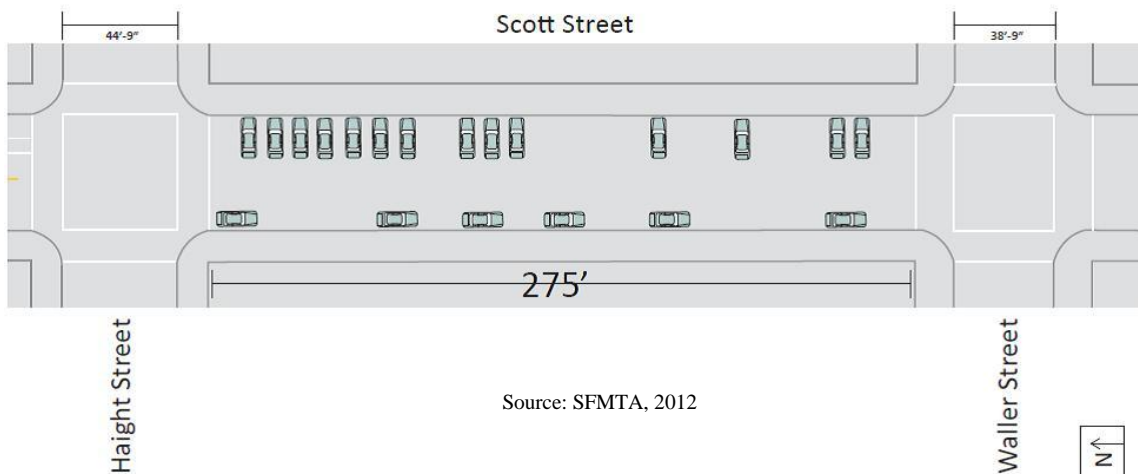 Scott Street
44'-9"
38'-9"
275'
Haight Street
Waller Street
Source: SFMTA, 2012
N